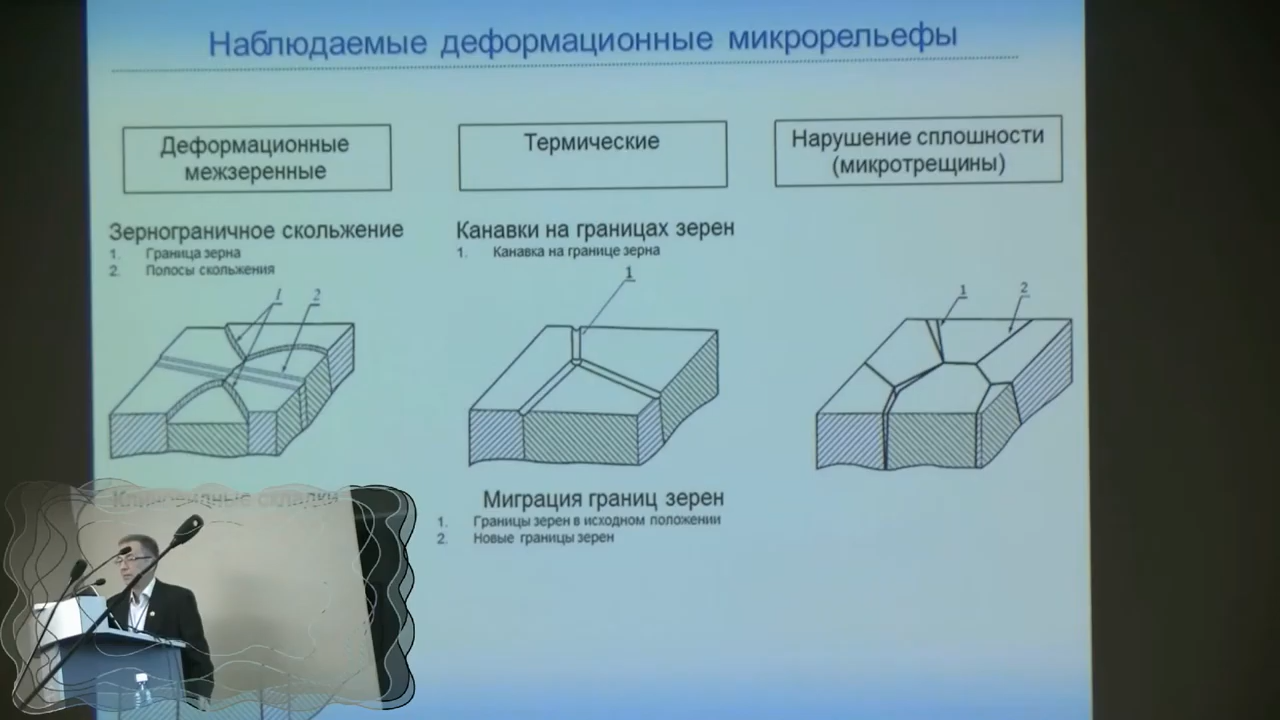 Наблюдаемые деформационные микрорельефы
Деформационные
межзеренные
Термические
Нарушение сплошности
(микротрещины)
Зернограничное скольжение
1. Граница зерна
2. Полосы скольжения
Канавки на границах зерен
1. Канавка на границе зерна
1
2
1
1
2
Клиновидные складки
Миграция границ зерен
1. Границы зерен в исходном положении
2. Новые границы зерен